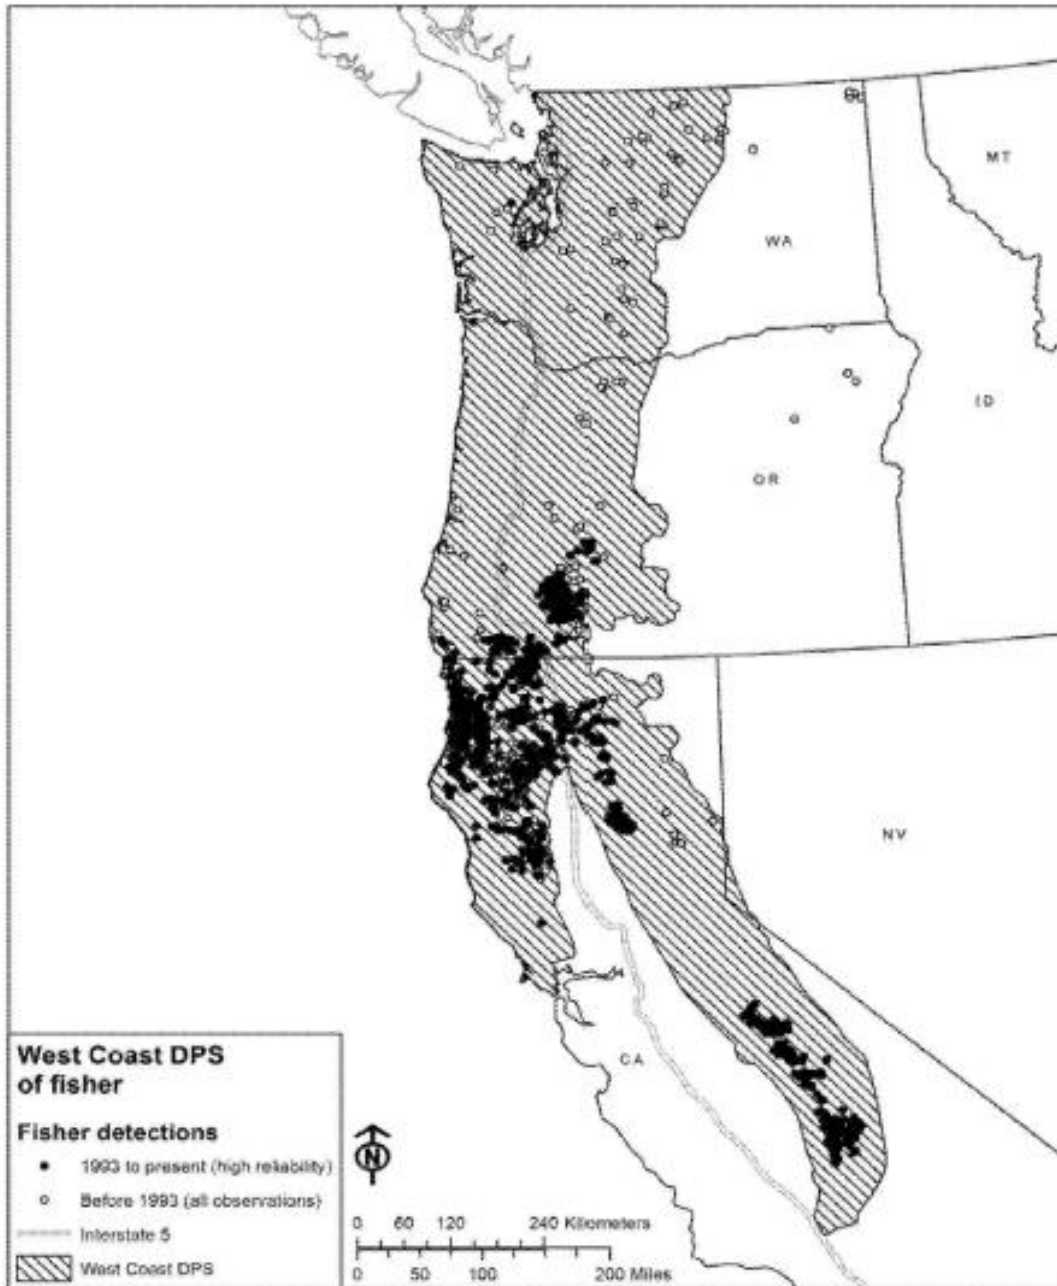 MT
WA
ID
OR
NV
CA
West Coast DPS
of fisher
Fisher detections
1993 to present (high reliability)
Before 1993 (all observations)
Interstate 5
West Coast DPS
N
0 60 120 240 Kilometers
0 50 100 200 Miles